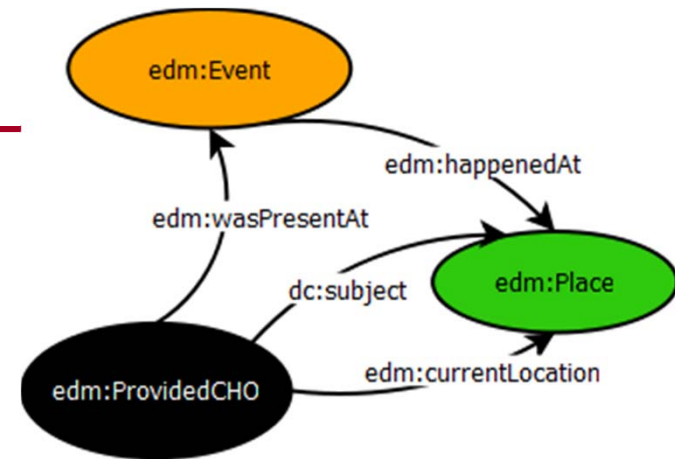 edm:Event
edm:happenedAt
edm:wasPresentAt
dc:subject
edm:Place
edm:currentLocation
edm:ProvidedCHO